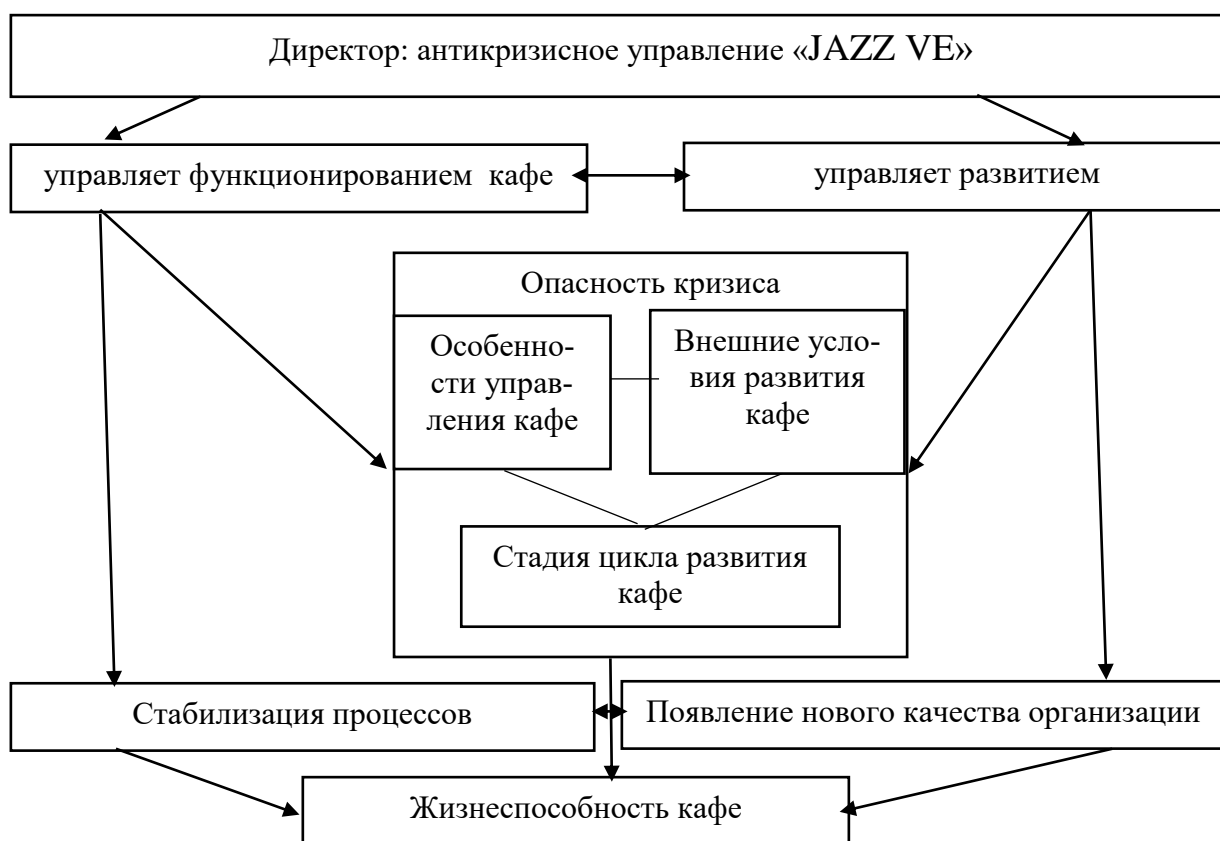 Директор: антикризисное управление «JAZZ VE»
управляет функционированием кафе
управляет развитием
Опасность кризиса
Особенно-
сти управ-
ления кафе
Внешние усло-
вия развития
кафе
Стадия цикла развития
кафе
Стабилизация процессов
Появление нового качества организации
Жизнеспособность кафе